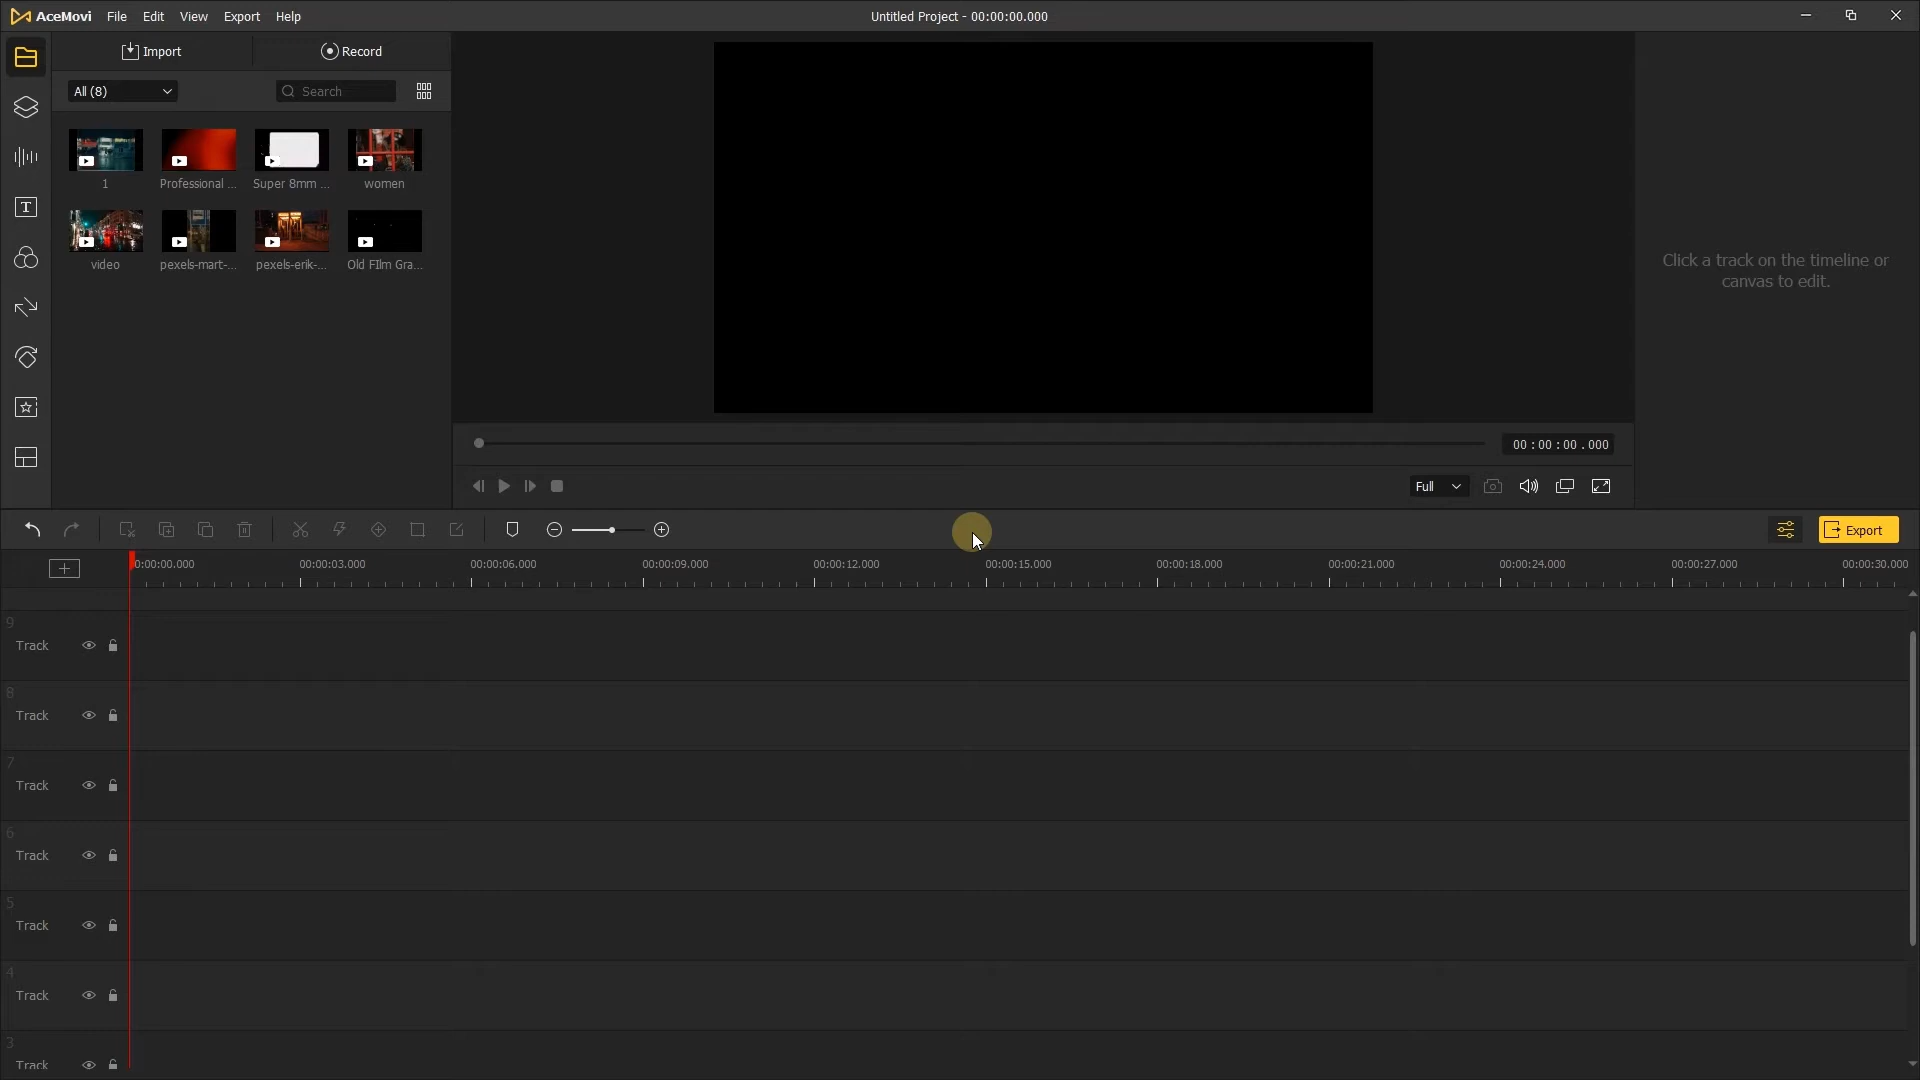 AceMovi File Edit View Export Help
Untitled Project - 00:00:00.000
Import
Record
All (8)
Search
1
Professional ...
Super 8mm ...
women
video
pexels-mart-...
pexels-erik-...
Old FIlm Gra...
Click a track on the timeline or
canvas to edit.
00 : 00 : 00 . 000
Full
Export
0:00:00.000 00:00:03.000 00:00:06.000 00:00:09.000 00:00:12.000 00:00:15.000 00:00:18.000 00:00:21.000 00:00:24.000 00:00:27.000 00:00:30.000
9
Track
8
Track
7
Track
6
Track
5
Track
4
Track
3
Track